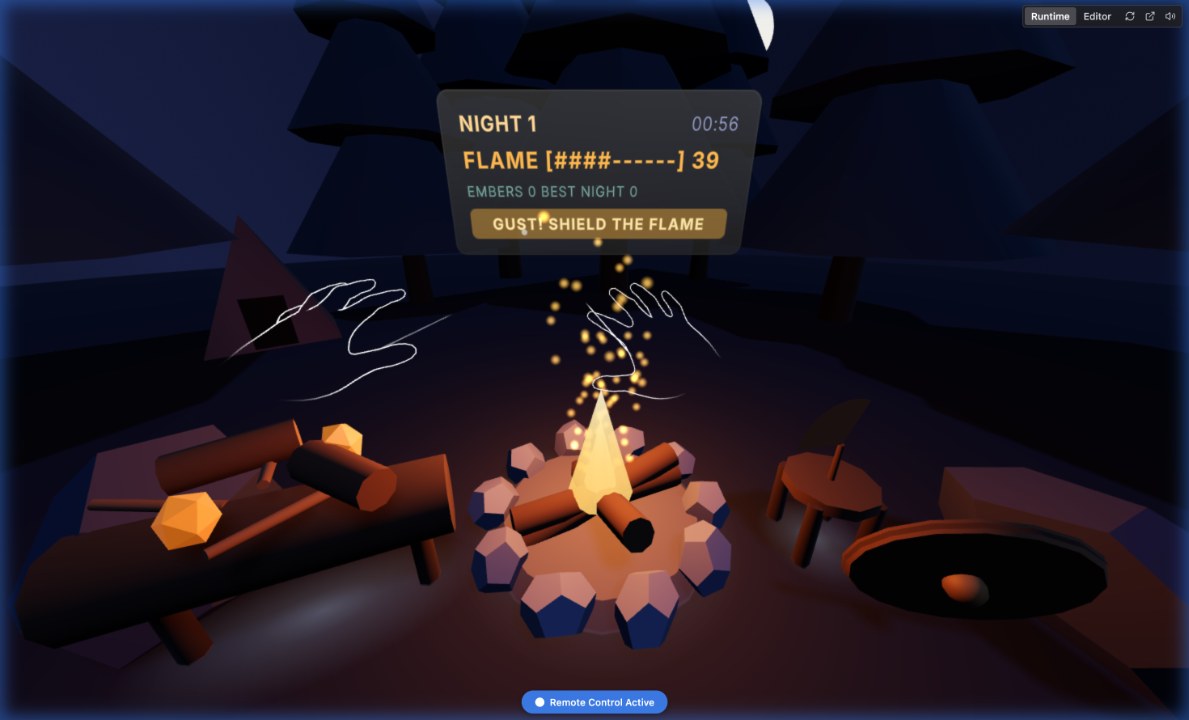 Runtime Editor
NIGHT 1 00:56
FLAME [####------] 39
EMBERS 0 BEST NIGHT 0
GUST! SHIELD THE FLAME
Remote Control Active